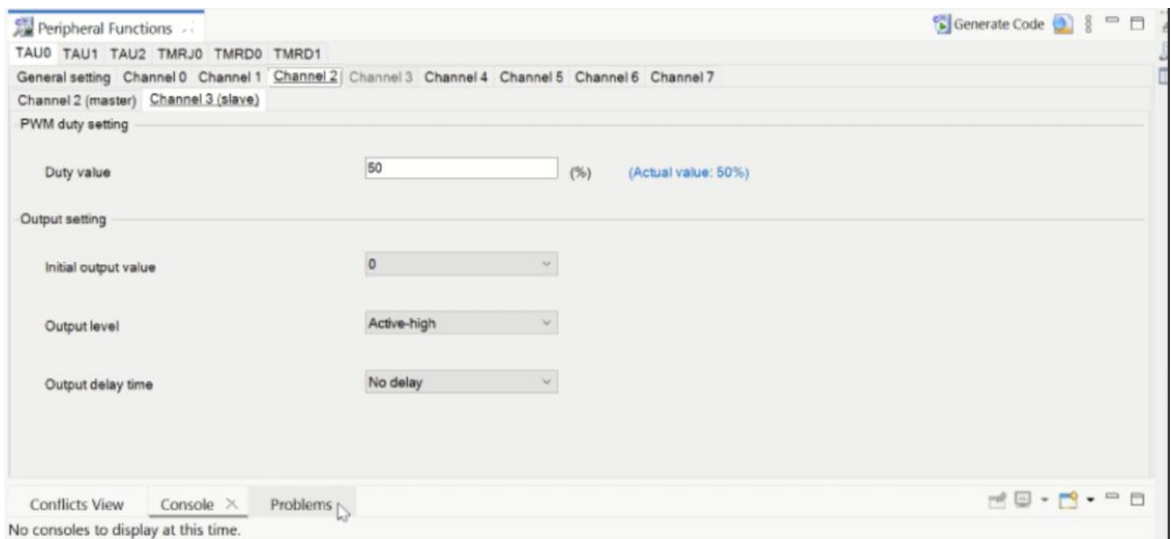 Peripheral Functions
Generate Code
TAU0 TAU1 TAU2 TMRJ0 TMRD0 TMRD1
General setting Channel 0 Channel 1 Channel 2 Channel 3 Channel 4 Channel 5 Channel 6 Channel 7
Channel 2 (master) Channel 3 (slave)
PWM duty setting
Duty value 50 (%) (Actual value: 50%)
Output setting
Initial output value 0
Output level Active-high
Output delay time No delay
Conflicts View Console Problems
No consoles to display at this time.